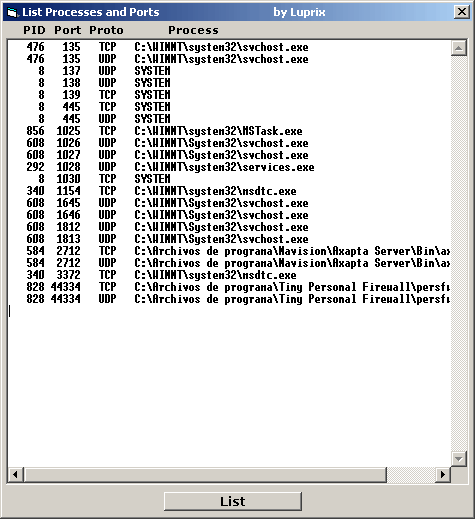 List Processes and Ports by Luprix
PID Port Proto Process
476 135 TCP C:\WINNT\system32\svchost.exe
476 135 UDP C:\WINNT\system32\svchost.exe
8 137 UDP SYSTEM
8 138 UDP SYSTEM
8 139 TCP SYSTEM
8 445 TCP SYSTEM
8 445 UDP SYSTEM
856 1025 TCP C:\WINNT\system32\MSTask.exe
608 1026 UDP C:\WINNT\System32\svchost.exe
608 1027 UDP C:\WINNT\System32\svchost.exe
292 1028 UDP C:\WINNT\system32\services.exe
8 1030 TCP SYSTEM
340 1154 TCP C:\WINNT\system32\msdtc.exe
608 1645 UDP C:\WINNT\System32\svchost.exe
608 1646 UDP C:\WINNT\System32\svchost.exe
608 1812 UDP C:\WINNT\System32\svchost.exe
608 1813 UDP C:\WINNT\System32\svchost.exe
584 2712 TCP C:\Archivos de programa\Navision\Axapta Server\Bin\ax
584 2712 UDP C:\Archivos de programa\Navision\Axapta Server\Bin\ax
340 3372 TCP C:\WINNT\system32\msdtc.exe
828 44334 TCP C:\Archivos de programa\Tiny Personal Firewall\persfw
828 44334 UDP C:\Archivos de programa\Tiny Personal Firewall\persfw
List